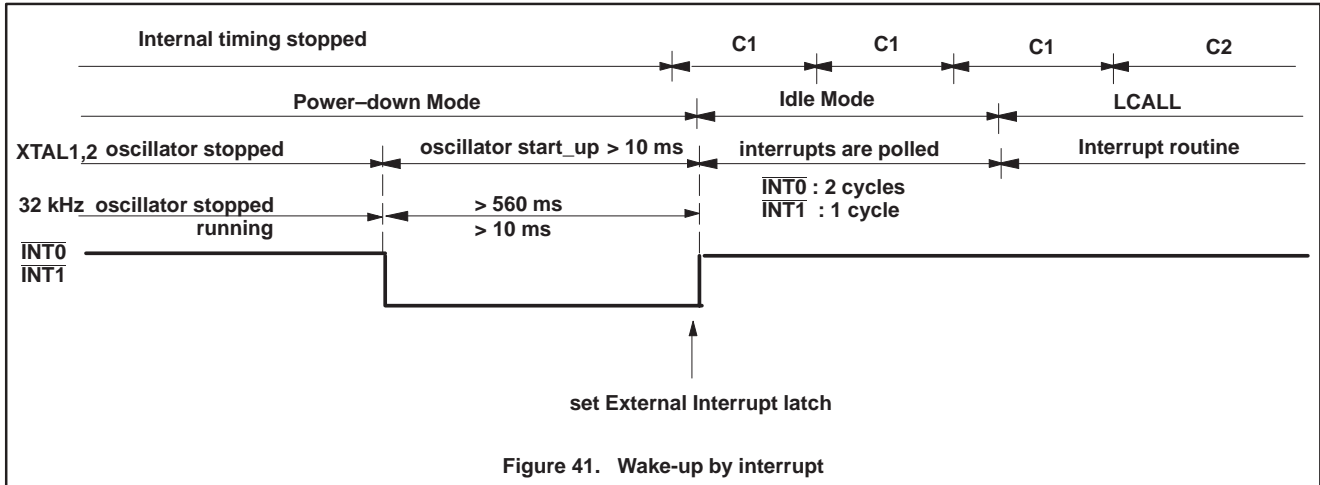 Internal timing stopped C1 C1 C1 C2
Power–down Mode Idle Mode LCALL
XTAL1,2 oscillator stopped oscillator start_up > 10 ms interrupts are polled Interrupt routine
INT0 : 2 cycles
32 kHz oscillator stopped > 560 ms INT1 : 1 cycle
running > 10 ms
INT0
INT1
set External Interrupt latch
Figure 41. Wake-up by interrupt